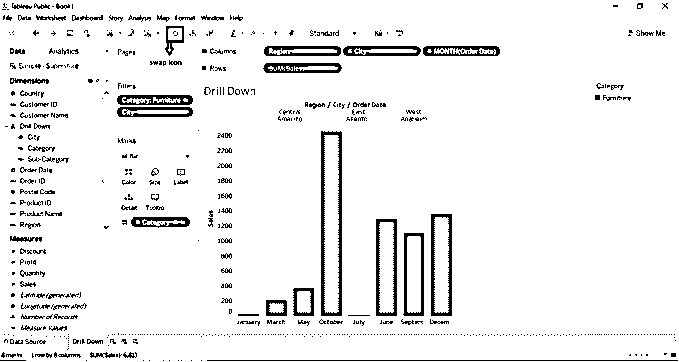 Tableau Public - Book1
File Data Worksheet Dashboard Story Analysis Map Format Window Help
Standard
Show Me
swap icon
Data Analytics
Pages
Columns Region City MONTH(Order Date)
Rows SUM(Sales)
Sample - Superstore
Dimensions
Country
Customer ID
Customer Name
Drill Down
City
Category
Sub-Category
Order Date
Order ID
Postal Code
Product ID
Product Name
Region
Measures
Discount
Profit
Quantity
Sales
Latitude (generated)
Longitude (generated)
Number of Records
Measure Values
Filters
Category: Furniture
City
Marks
Bar
Color Size Label
Detail Tooltip
Category
Drill Down
Region / City / Order Date
Central East West
Amarillo Atlanta Anaheim
Sales
2400
2200
2000
1800
1600
1400
1200
1000
800
600
400
200
0
January March May October July June Septem Decem
Category
Furniture
Data Source Drill Down
8 marks 1 row by 8 columns